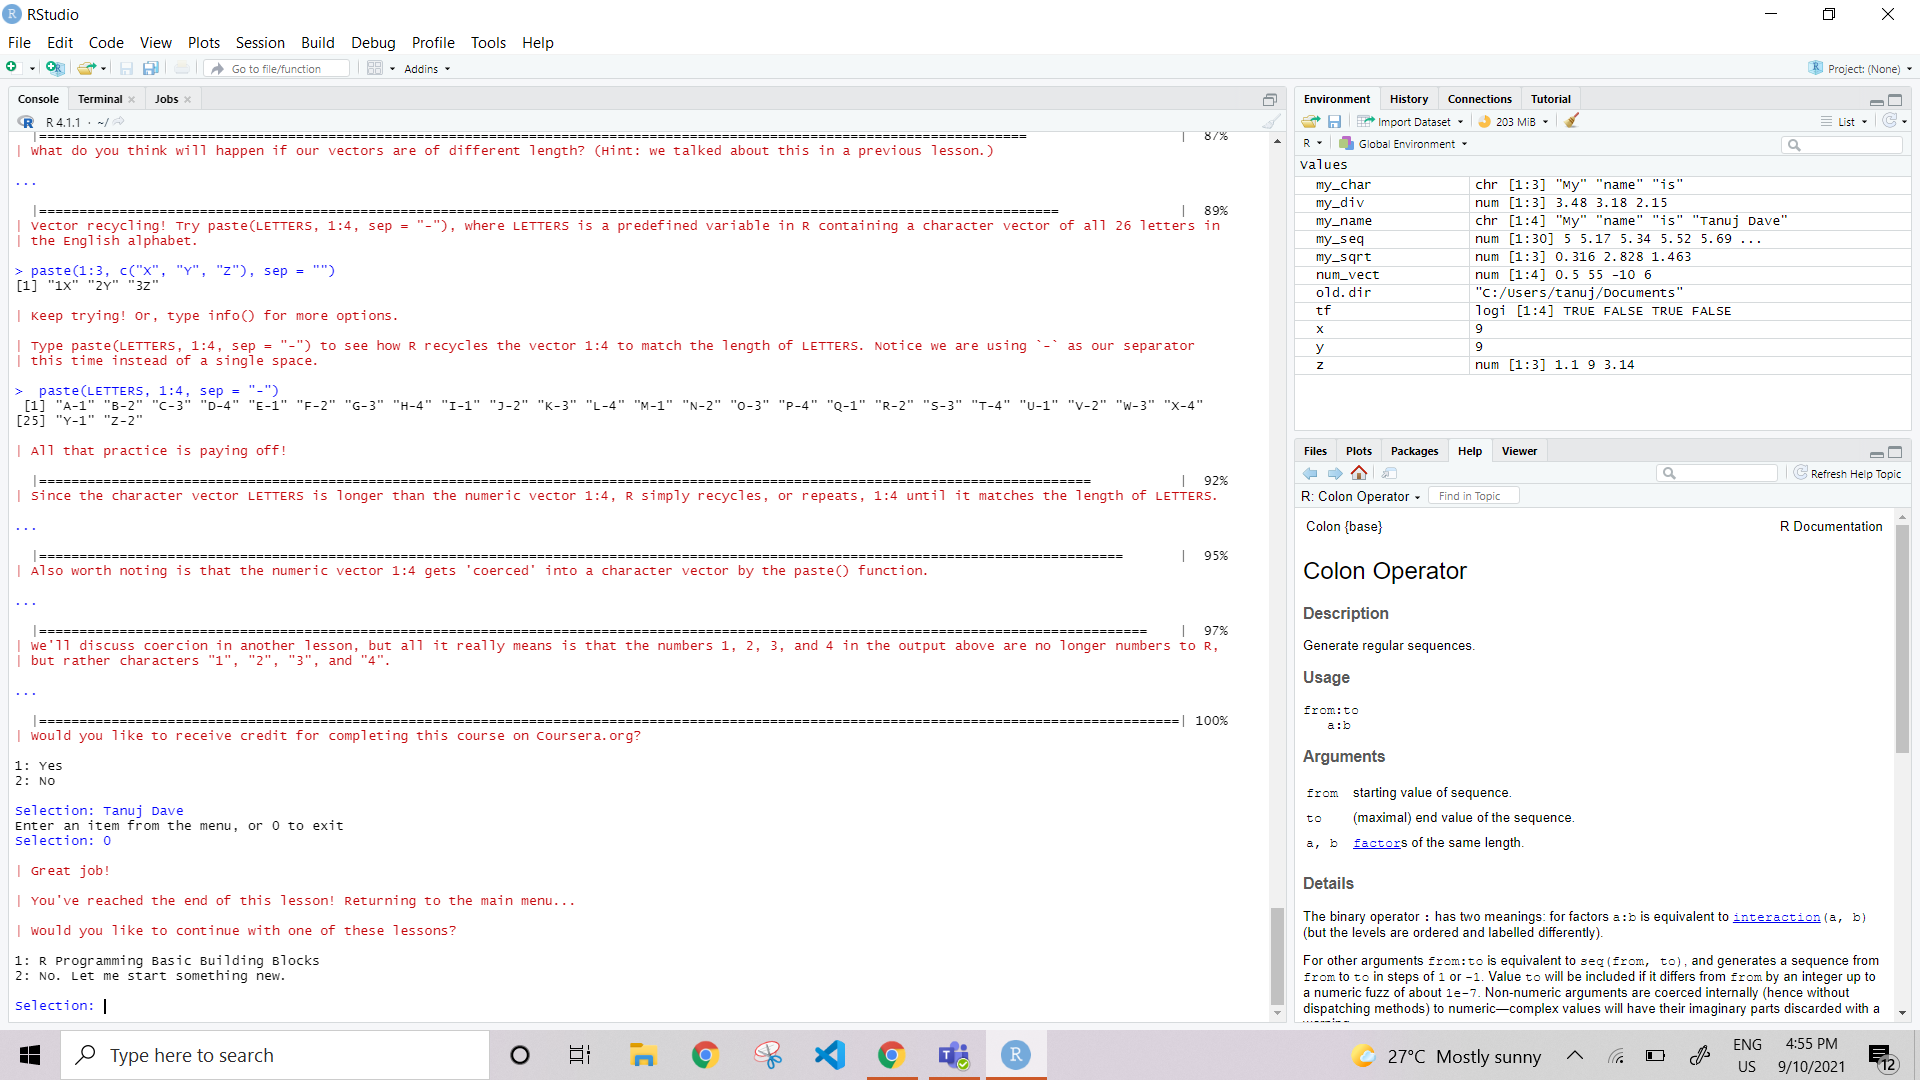 RStudio
File Edit Code View Plots Session Build Debug Profile Tools Help
Go to file/function Addins Project: (None)
Console Terminal Jobs
R 4.1.1 · ~/
|=========================================================================================================================== | 87%
| What do you think will happen if our vectors are of different length? (Hint: we talked about this in a previous lesson.)
...
|=============================================================================================================================== | 89%
| Vector recycling! Try paste(LETTERS, 1:4, sep = "-"), where LETTERS is a predefined variable in R containing a character vector of all 26 letters in
| the English alphabet.
> paste(1:3, c("X", "Y", "Z"), sep = "")
[1] "1X" "2Y" "3Z"
| Keep trying! Or, type info() for more options.
| Type paste(LETTERS, 1:4, sep = "-") to see how R recycles the vector 1:4 to match the length of LETTERS. Notice we are using `-` as our separator
| this time instead of a single space.
>  paste(LETTERS, 1:4, sep = "-")
[1] "A-1" "B-2" "C-3" "D-4" "E-1" "F-2" "G-3" "H-4" "I-1" "J-2" "K-3" "L-4" "M-1" "N-2" "O-3" "P-4" "Q-1" "R-2" "S-3" "T-4" "U-1" "V-2" "W-3" "X-4"
[25] "Y-1" "Z-2"
| All that practice is paying off!
|=================================================================================================================================== | 92%
| Since the character vector LETTERS is longer than the numeric vector 1:4, R simply recycles, or repeats, 1:4 until it matches the length of LETTERS.
...
|======================================================================================================================================= | 95%
| Also worth noting is that the numeric vector 1:4 gets 'coerced' into a character vector by the paste() function.
...
|========================================================================================================================================== | 97%
| We'll discuss coercion in another lesson, but all it really means is that the numbers 1, 2, 3, and 4 in the output above are no longer numbers to R,
| but rather characters "1", "2", "3", and "4".
...
|==============================================================================================================================================| 100%
| Would you like to receive credit for completing this course on Coursera.org?
1: Yes
2: No
Selection: Tanuj Dave
Enter an item from the menu, or 0 to exit
Selection: 0
| Great job!
| You've reached the end of this lesson! Returning to the main menu...
| Would you like to continue with one of these lessons?
1: R Programming Basic Building Blocks
2: No. Let me start something new.
Selection:
Environment History Connections Tutorial
Import Dataset 203 MiB List
R Global Environment
Values
my_char chr [1:3] "My" "name" "is"
my_div num [1:3] 3.48 3.18 2.15
my_name chr [1:4] "My" "name" "is" "Tanuj Dave"
my_seq num [1:30] 5 5.17 5.34 5.52 5.69 ...
my_sqrt num [1:3] 0.316 2.828 1.463
num_vect num [1:4] 0.5 55 -10 6
old.dir "C:/Users/tanuj/Documents"
tf logi [1:4] TRUE FALSE TRUE FALSE
x 9
y 9
z num [1:3] 1.1 9 3.14
Files Plots Packages Help Viewer
Refresh Help Topic
R: Colon Operator Find in Topic
Colon {base} R Documentation
Colon Operator
Description
Generate regular sequences.
Usage
from:to
a:b
Arguments
from starting value of sequence.
to (maximal) end value of the sequence.
a, b factors of the same length.
Details
The binary operator : has two meanings: for factors a:b is equivalent to interaction(a, b)
(but the levels are ordered and labelled differently).
For other arguments from:to is equivalent to seq(from, to), and generates a sequence from
from to to in steps of 1 or -1. Value to will be included if it differs from from by an integer up to
a numeric fuzz of about 1e-7. Non-numeric arguments are coerced internally (hence without
dispatching methods) to numeric—complex values will have their imaginary parts discarded with a
Type here to search 27°C Mostly sunny ENG US 4:55 PM 9/10/2021 12